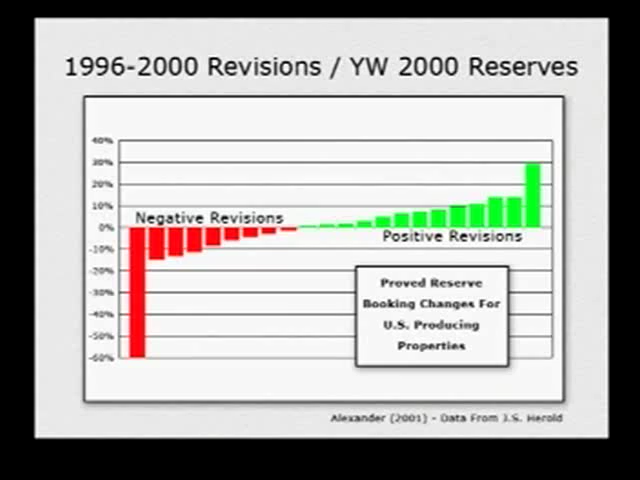 1996-2000 Revisions / YW 2000 Reserves
40%
30%
20%
10%
0%
-10%
-20%
-30%
-40%
-50%
-60%
Negative Revisions
Positive Revisions
Proved Reserve
Booking Changes For
U.S. Producing
Properties
Alexander (2001) - Data From J.S. Herold